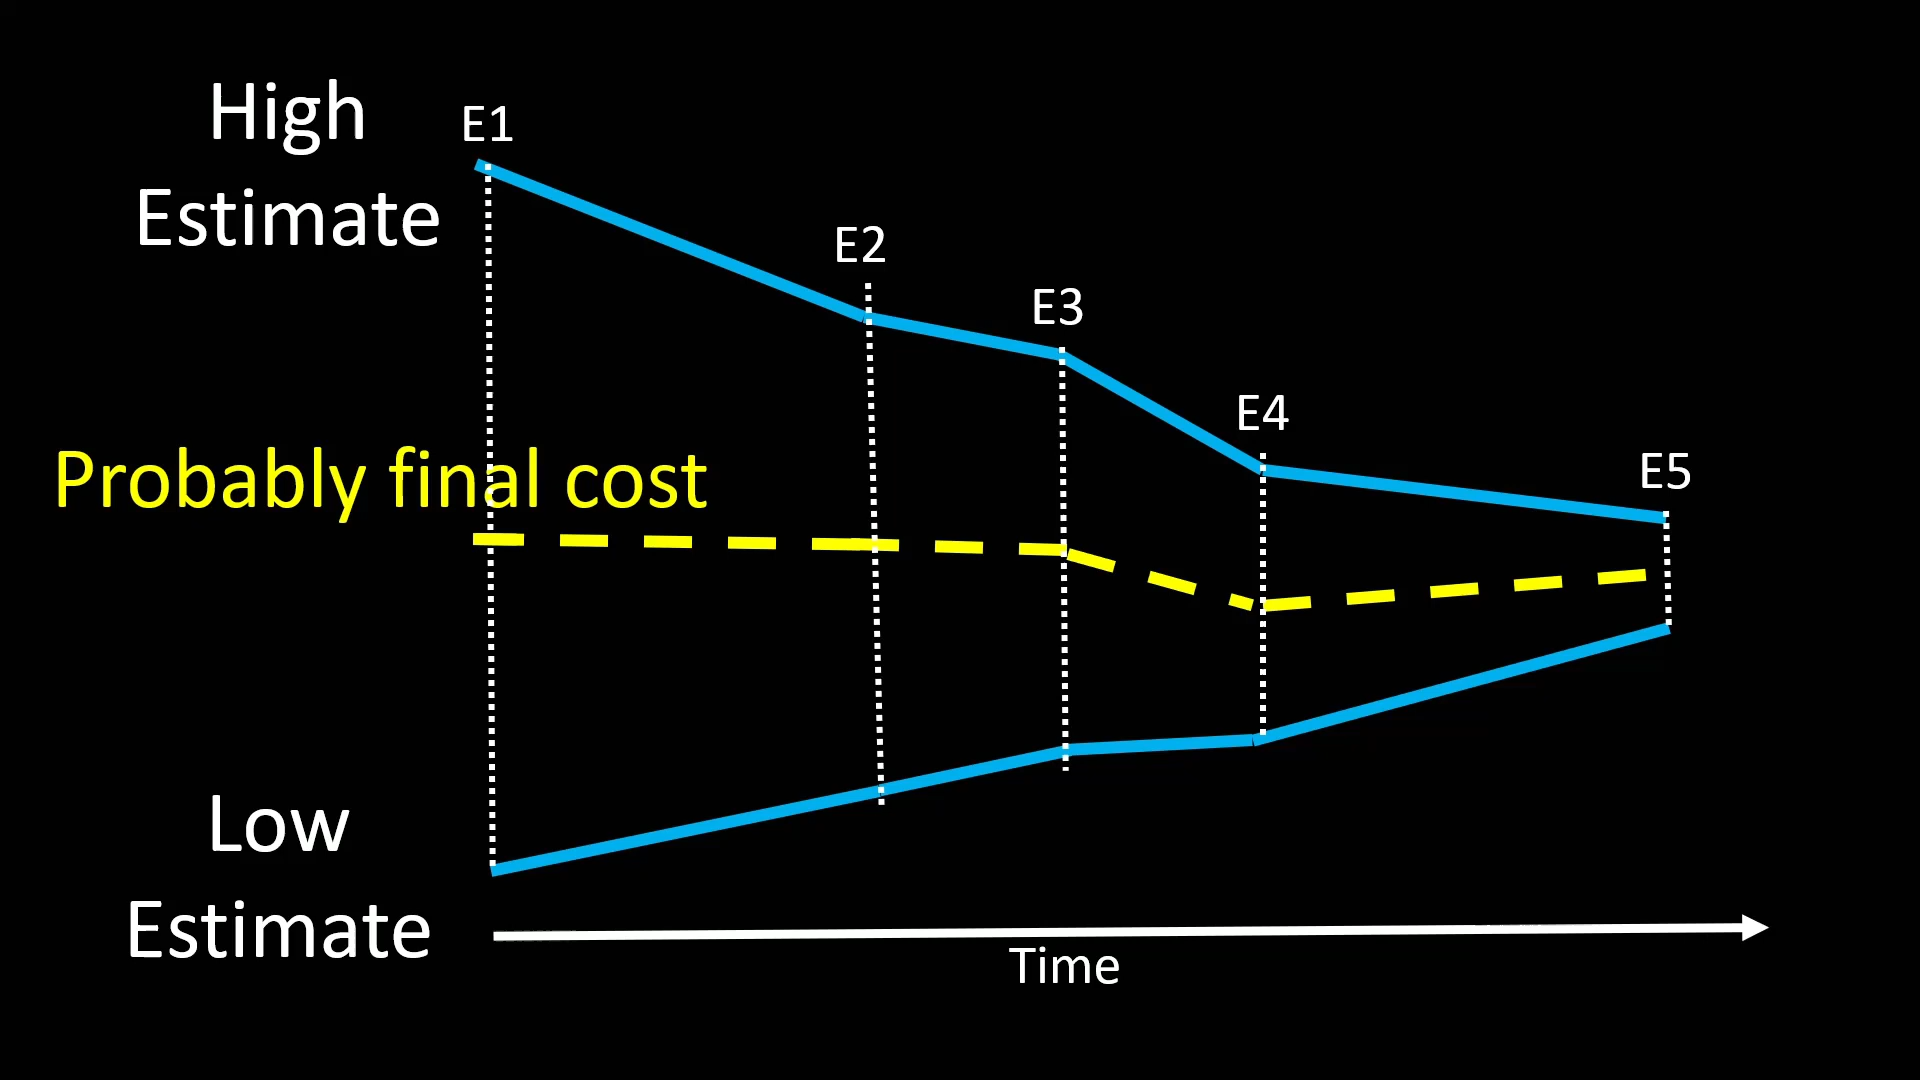 High
Estimate
E1
E2
E3
E4
E5
Probably final cost
Low
Estimate
Time